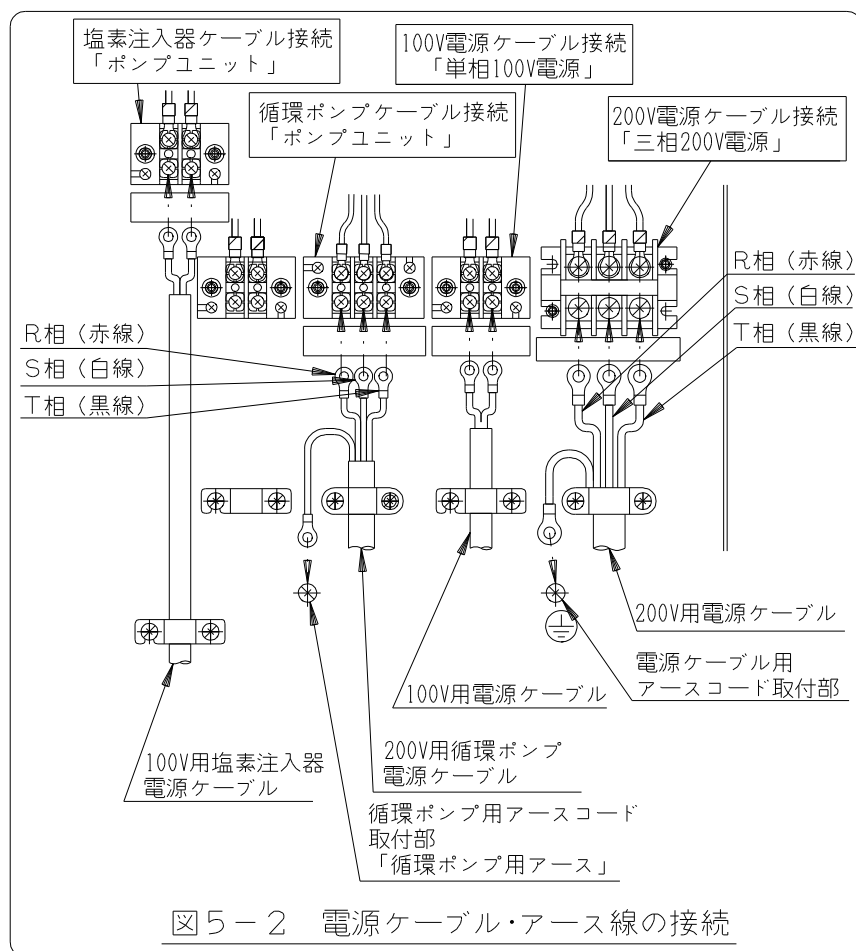 塩素注入器ケーブル接続
「ポンプユニット」
100V電源ケーブル接続
「単相100V電源」
循環ポンプケーブル接続
「ポンプユニット」
200V電源ケーブル接続
「三相200V電源」
R相(赤線)
S相(白線)
T相(黒線)
R相(赤線)
S相(白線)
T相(黒線)
200V用電源ケーブル
電源ケーブル用
アースコード取付部
100V用電源ケーブル
100V用塩素注入器
電源ケーブル
200V用循環ポンプ
電源ケーブル
循環ポンプ用アースコード
取付部
「循環ポンプ用アース」
図5-2 電源ケーブル・アース線の接続